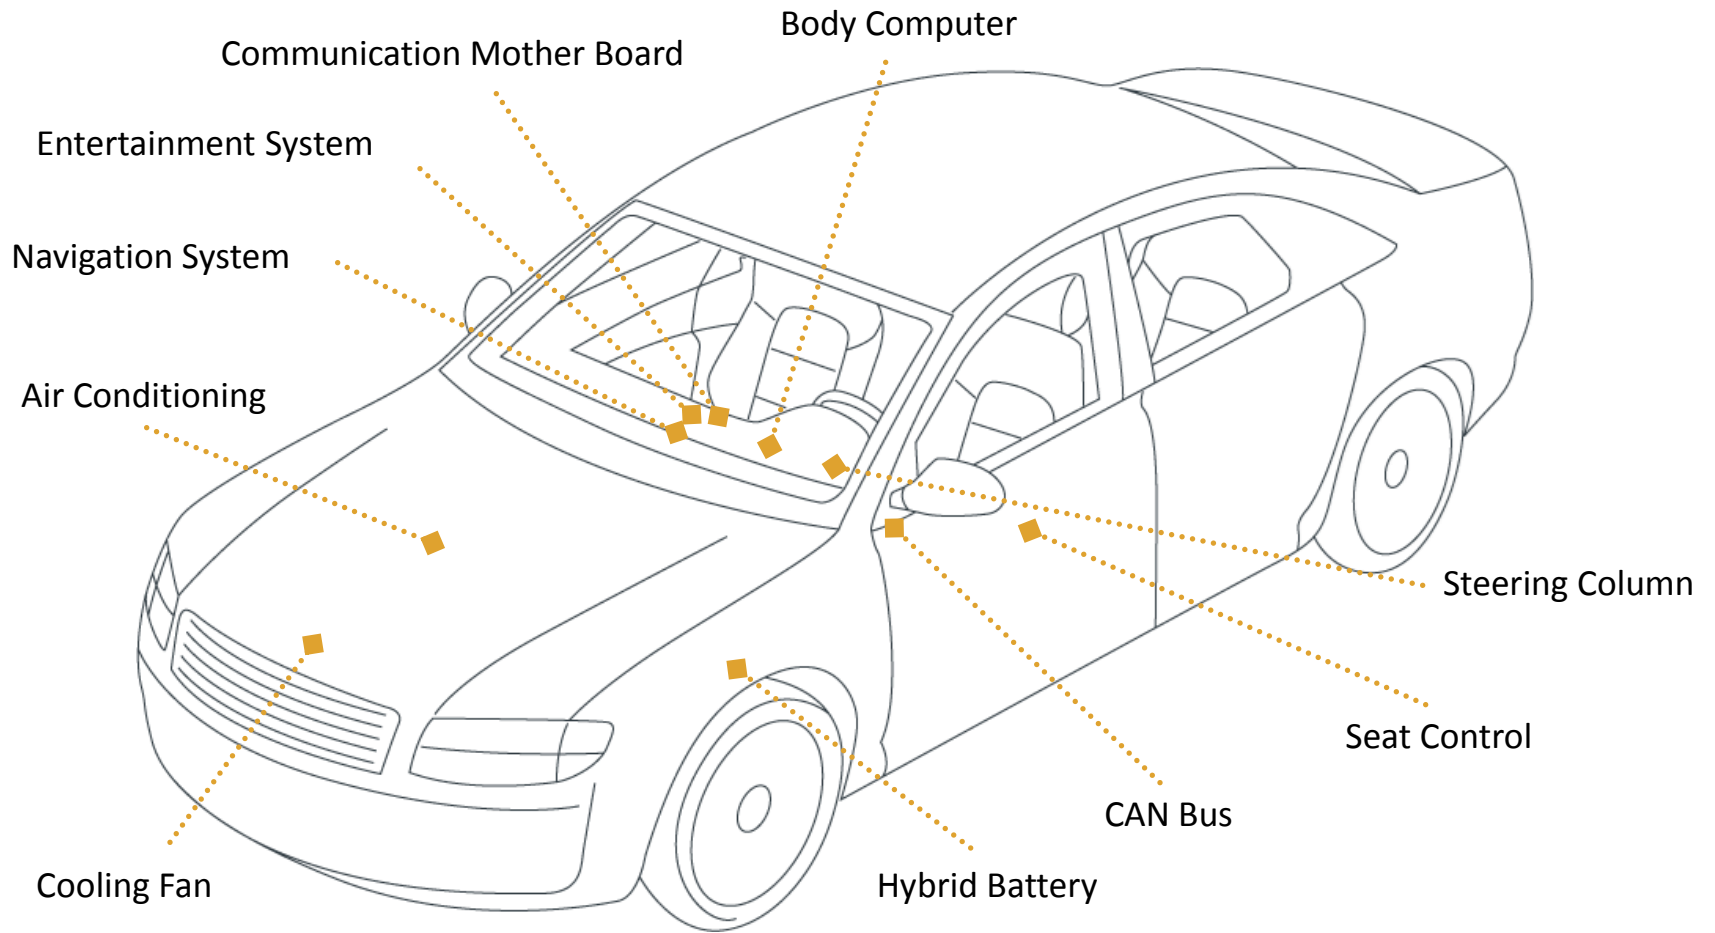 Body Computer
Communication Mother Board
Entertainment System
Navigation System
Air Conditioning
Steering Column
Seat Control
CAN Bus
Cooling Fan
Hybrid Battery